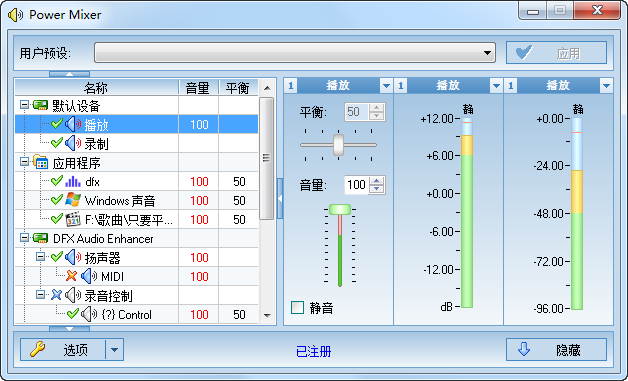 Power Mixer
用户预设: 应用
名称 音量 平衡
默认设备
播放 100
录制
应用程序
dfx 100 50
Windows 声音 100 50
F:\歌曲\只要平... 100 50
DFX Audio Enhancer
扬声器 100
MIDI 100
录音控制
{?} Control 100 50
1 播放
平衡: 50
音量: 100
静音
1 播放
静
+12.00
+6.00
+0.00
-6.00
-12.00
dB
1 播放
静
0.00
-24.00
-48.00
-72.00
-96.00
选项 已注册 隐藏